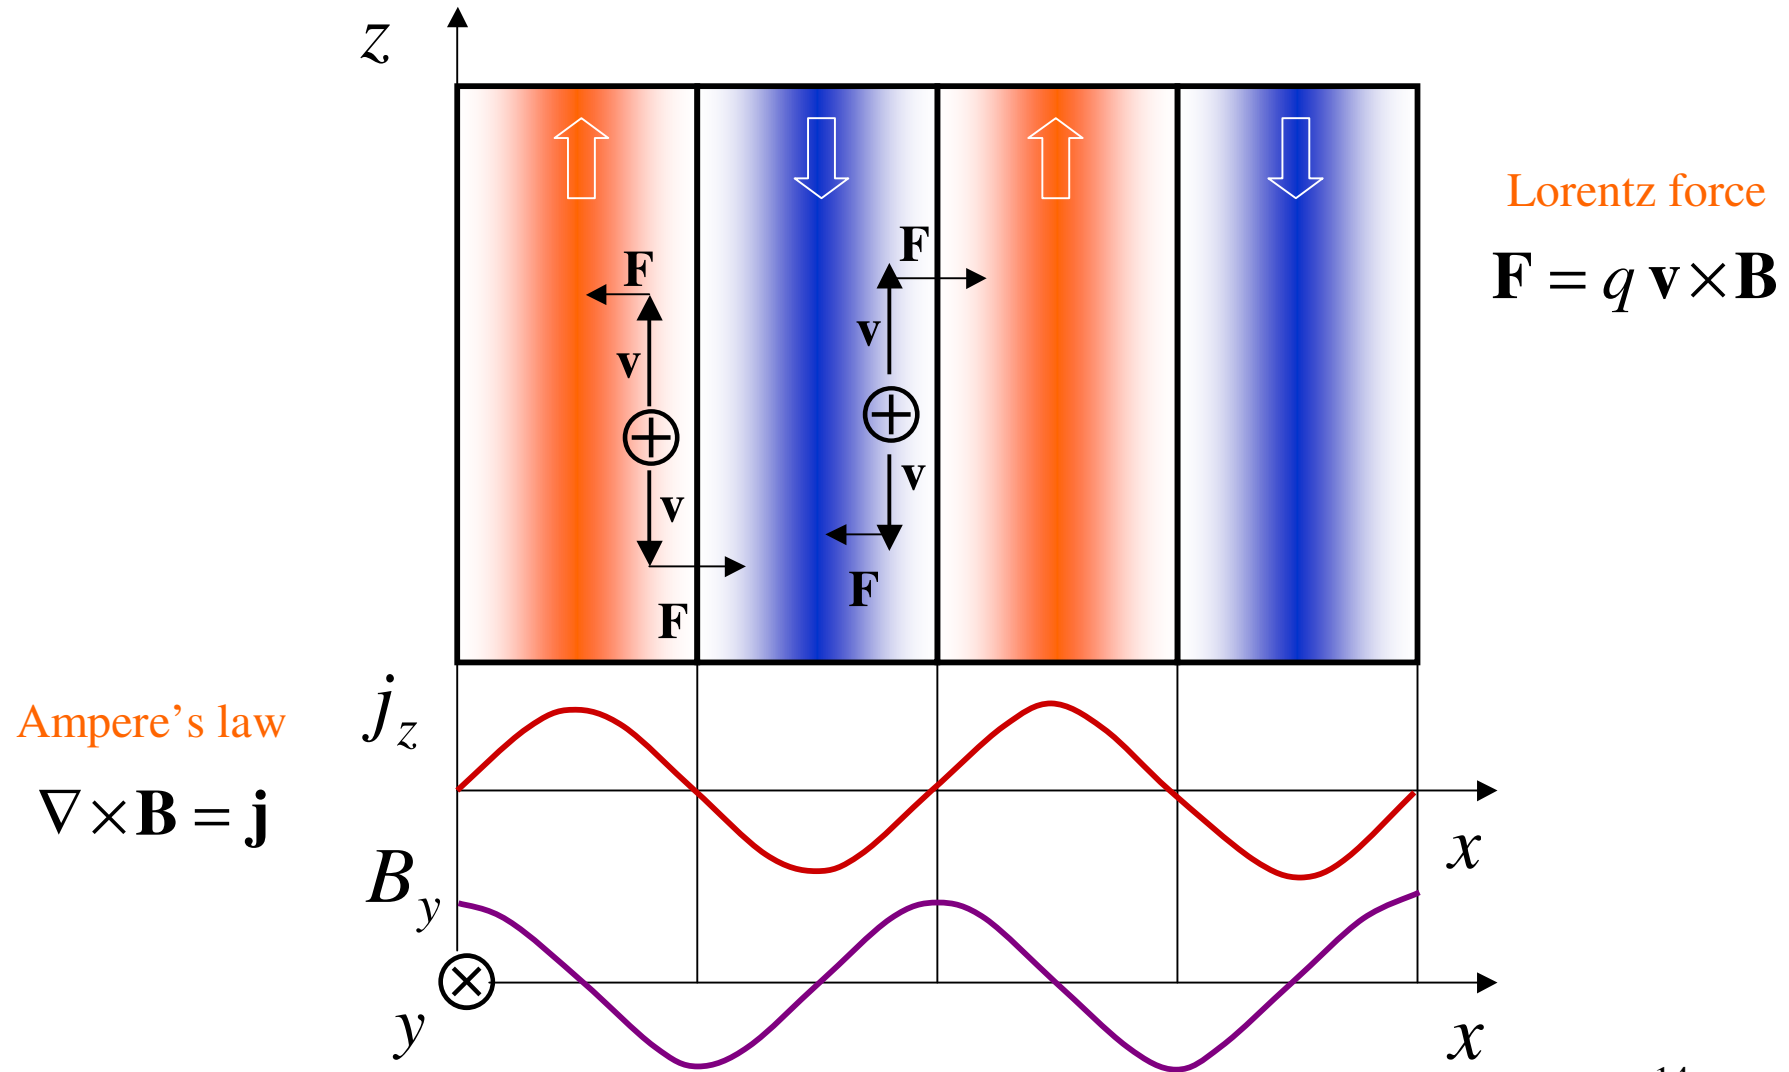 z
F
F
v
v
v
v
F
F
Lorentz force
F = q v×B
j_z
Ampere's law
∇×B = j
x
B_y
y
x